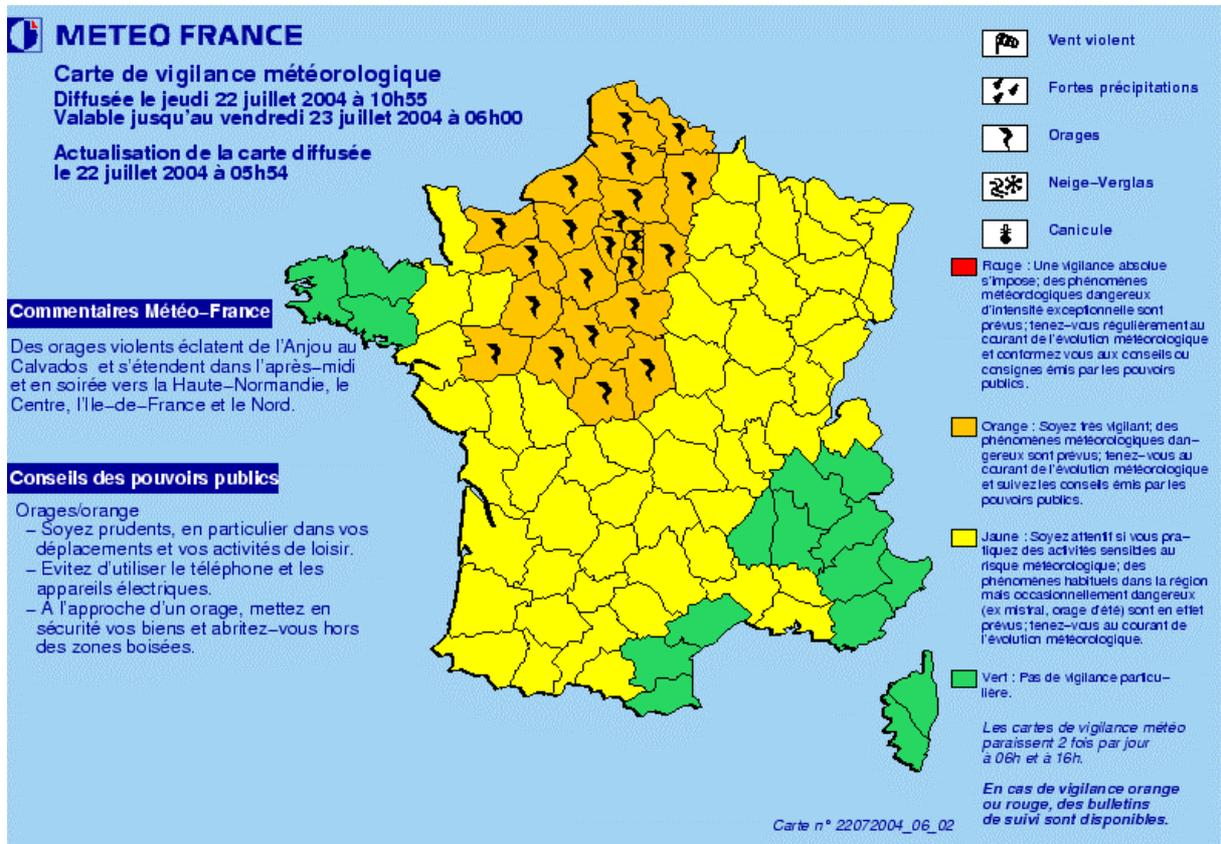 METEO FRANCE
Carte de vigilance météorologique
Diffusée le jeudi 22 juillet 2004 à 10h55
Valable jusqu'au vendredi 23 juillet 2004 à 06h00
Actualisation de la carte diffusée
le 22 juillet 2004 à 05h54
Commentaires Météo-France
Des orages violents éclatent de l'Anjou au
Calvados et s'étendent dans l'après-midi
et en soirée vers la Haute-Normandie, le
Centre, l'Ile-de-France et le Nord.
Conseils des pouvoirs publics
Orages/orange
- Soyez prudents, en particulier dans vos
déplacements et vos activités de loisir.
- Evitez d'utiliser le téléphone et les
appareils électriques.
- A l'approche d'un orage, mettez en
sécurité vos biens et abritez-vous hors
des zones boisées.
Vent violent
Fortes précipitations
Orages
Neige-Verglas
Canicule
Rouge : Une vigilance absolue
s'impose; des phénomènes
météorologiques dangereux
d'intensité exceptionnelle sont
prévus; tenez-vous régulièrement au
courant de l'évolution météorologique
et conformez vous aux conseils ou
consignes émis par les pouvoirs
publics.
Orange : Soyez très vigilant; des
phénomènes météorologiques dan-
gereux sont prévus; tenez-vous au
courant de l'évolution météorologique
et suivez les conseils émis par les
pouvoirs publics.
Jaune : Soyez attentif si vous pra-
tiquez des activités sensibles au
risque météorologique; des
phénomènes habituels dans la région
mais occasionnellement dangereux
(ex mistral, orage d'été) sont en effet
prévus; tenez-vous au courant de
l'évolution météorologique.
Vert : Pas de vigilance particu-
lière.
Les cartes de vigilance météo
paraissent 2 fois par jour
à 06h et à 16h.
En cas de vigilance orange
ou rouge, des bulletins
de suivi sont disponibles.
Carte n° 22072004_06_02